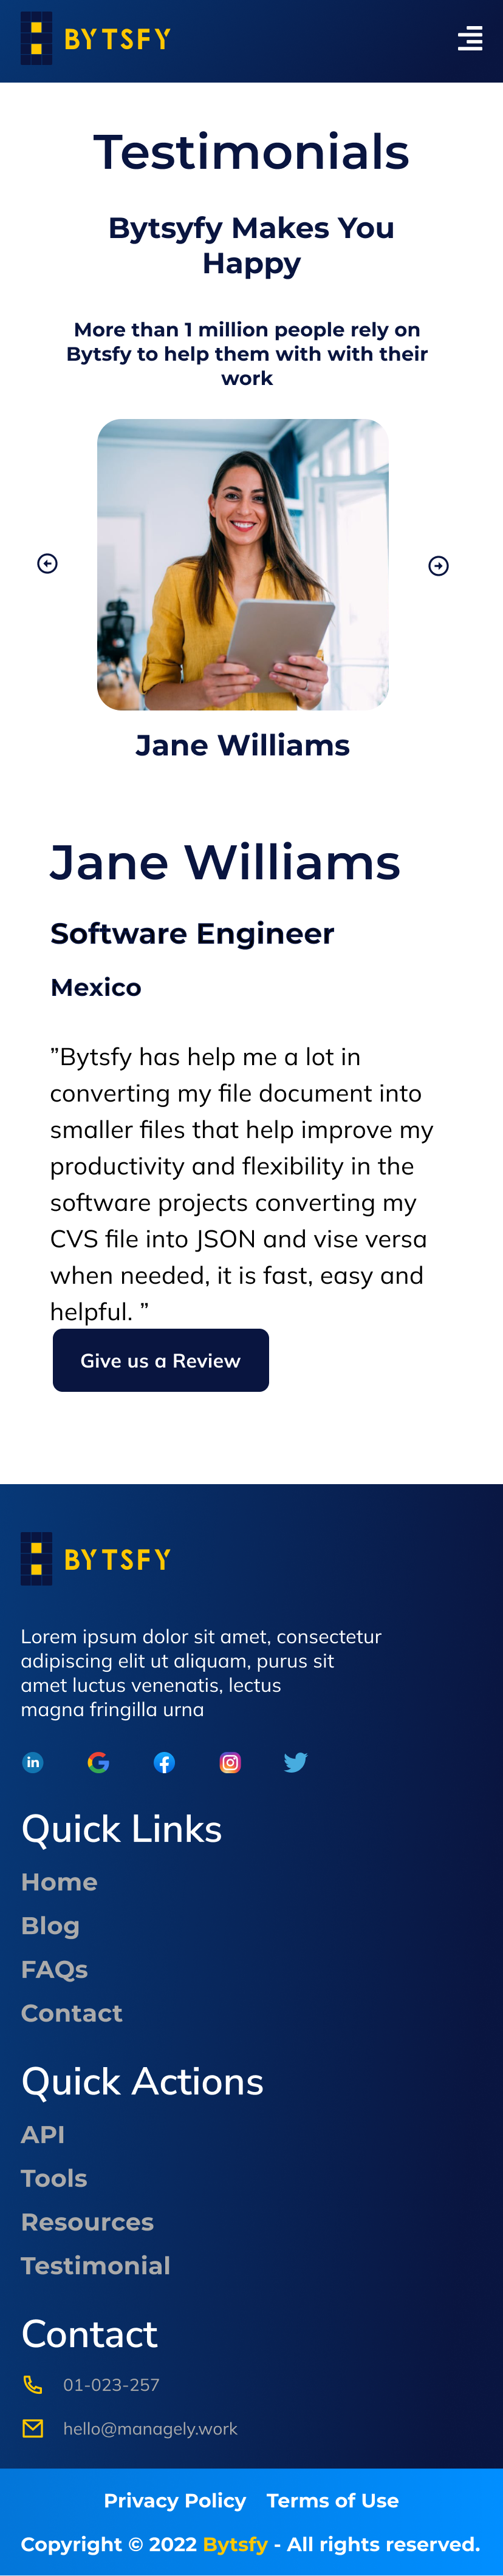 BYTSFY
Testimonials
Bytsyfy Makes You
Happy
More than 1 million people rely on
Bytsfy to help them with with their
work
Jane Williams
Jane Williams
Software Engineer
Mexico
”Bytsfy has help me a lot in
converting my file document into
smaller files that help improve my
productivity and flexibility in the
software projects converting my
CVS file into JSON and vise versa
when needed, it is fast, easy and
helpful. ”
Give us a Review
BYTSFY
Lorem ipsum dolor sit amet, consectetur
adipiscing elit ut aliquam, purus sit
amet luctus venenatis, lectus
magna fringilla urna
in
Quick Links
Home
Blog
FAQs
Contact
Quick Actions
API
Tools
Resources
Testimonial
Contact
01-023-257
hello@managely.work
Privacy Policy Terms of Use
Copyright © 2022 Bytsfy - All rights reserved.